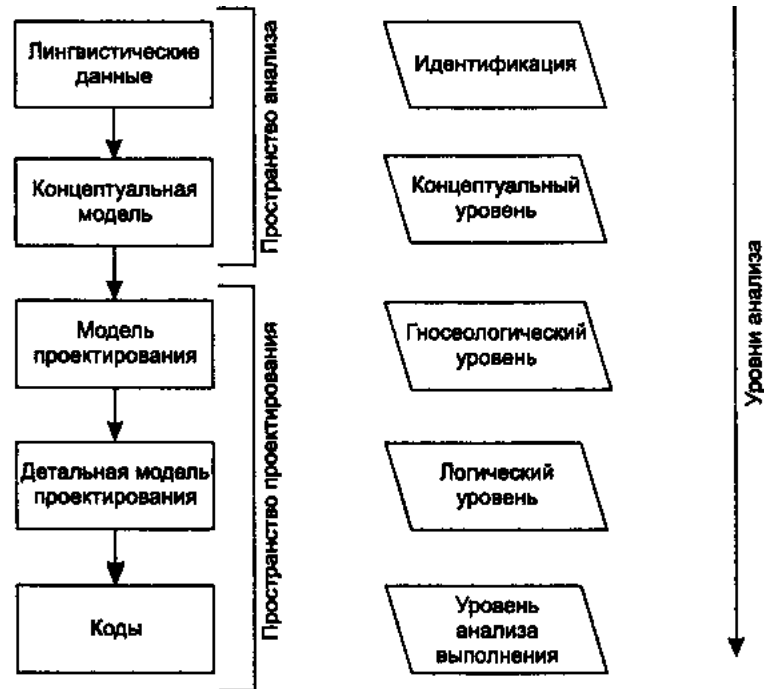 Лингвистические
данные
Идентификация
Пространство анализа
Концептуальная
модель
Концептуальный
уровень
Модель
проектирования
Гносеологический
уровень
Пространство проектирования
Уровни анализа
Детальная модель
проектирования
Логический
уровень
Коды
Уровень
анализа
выполнения